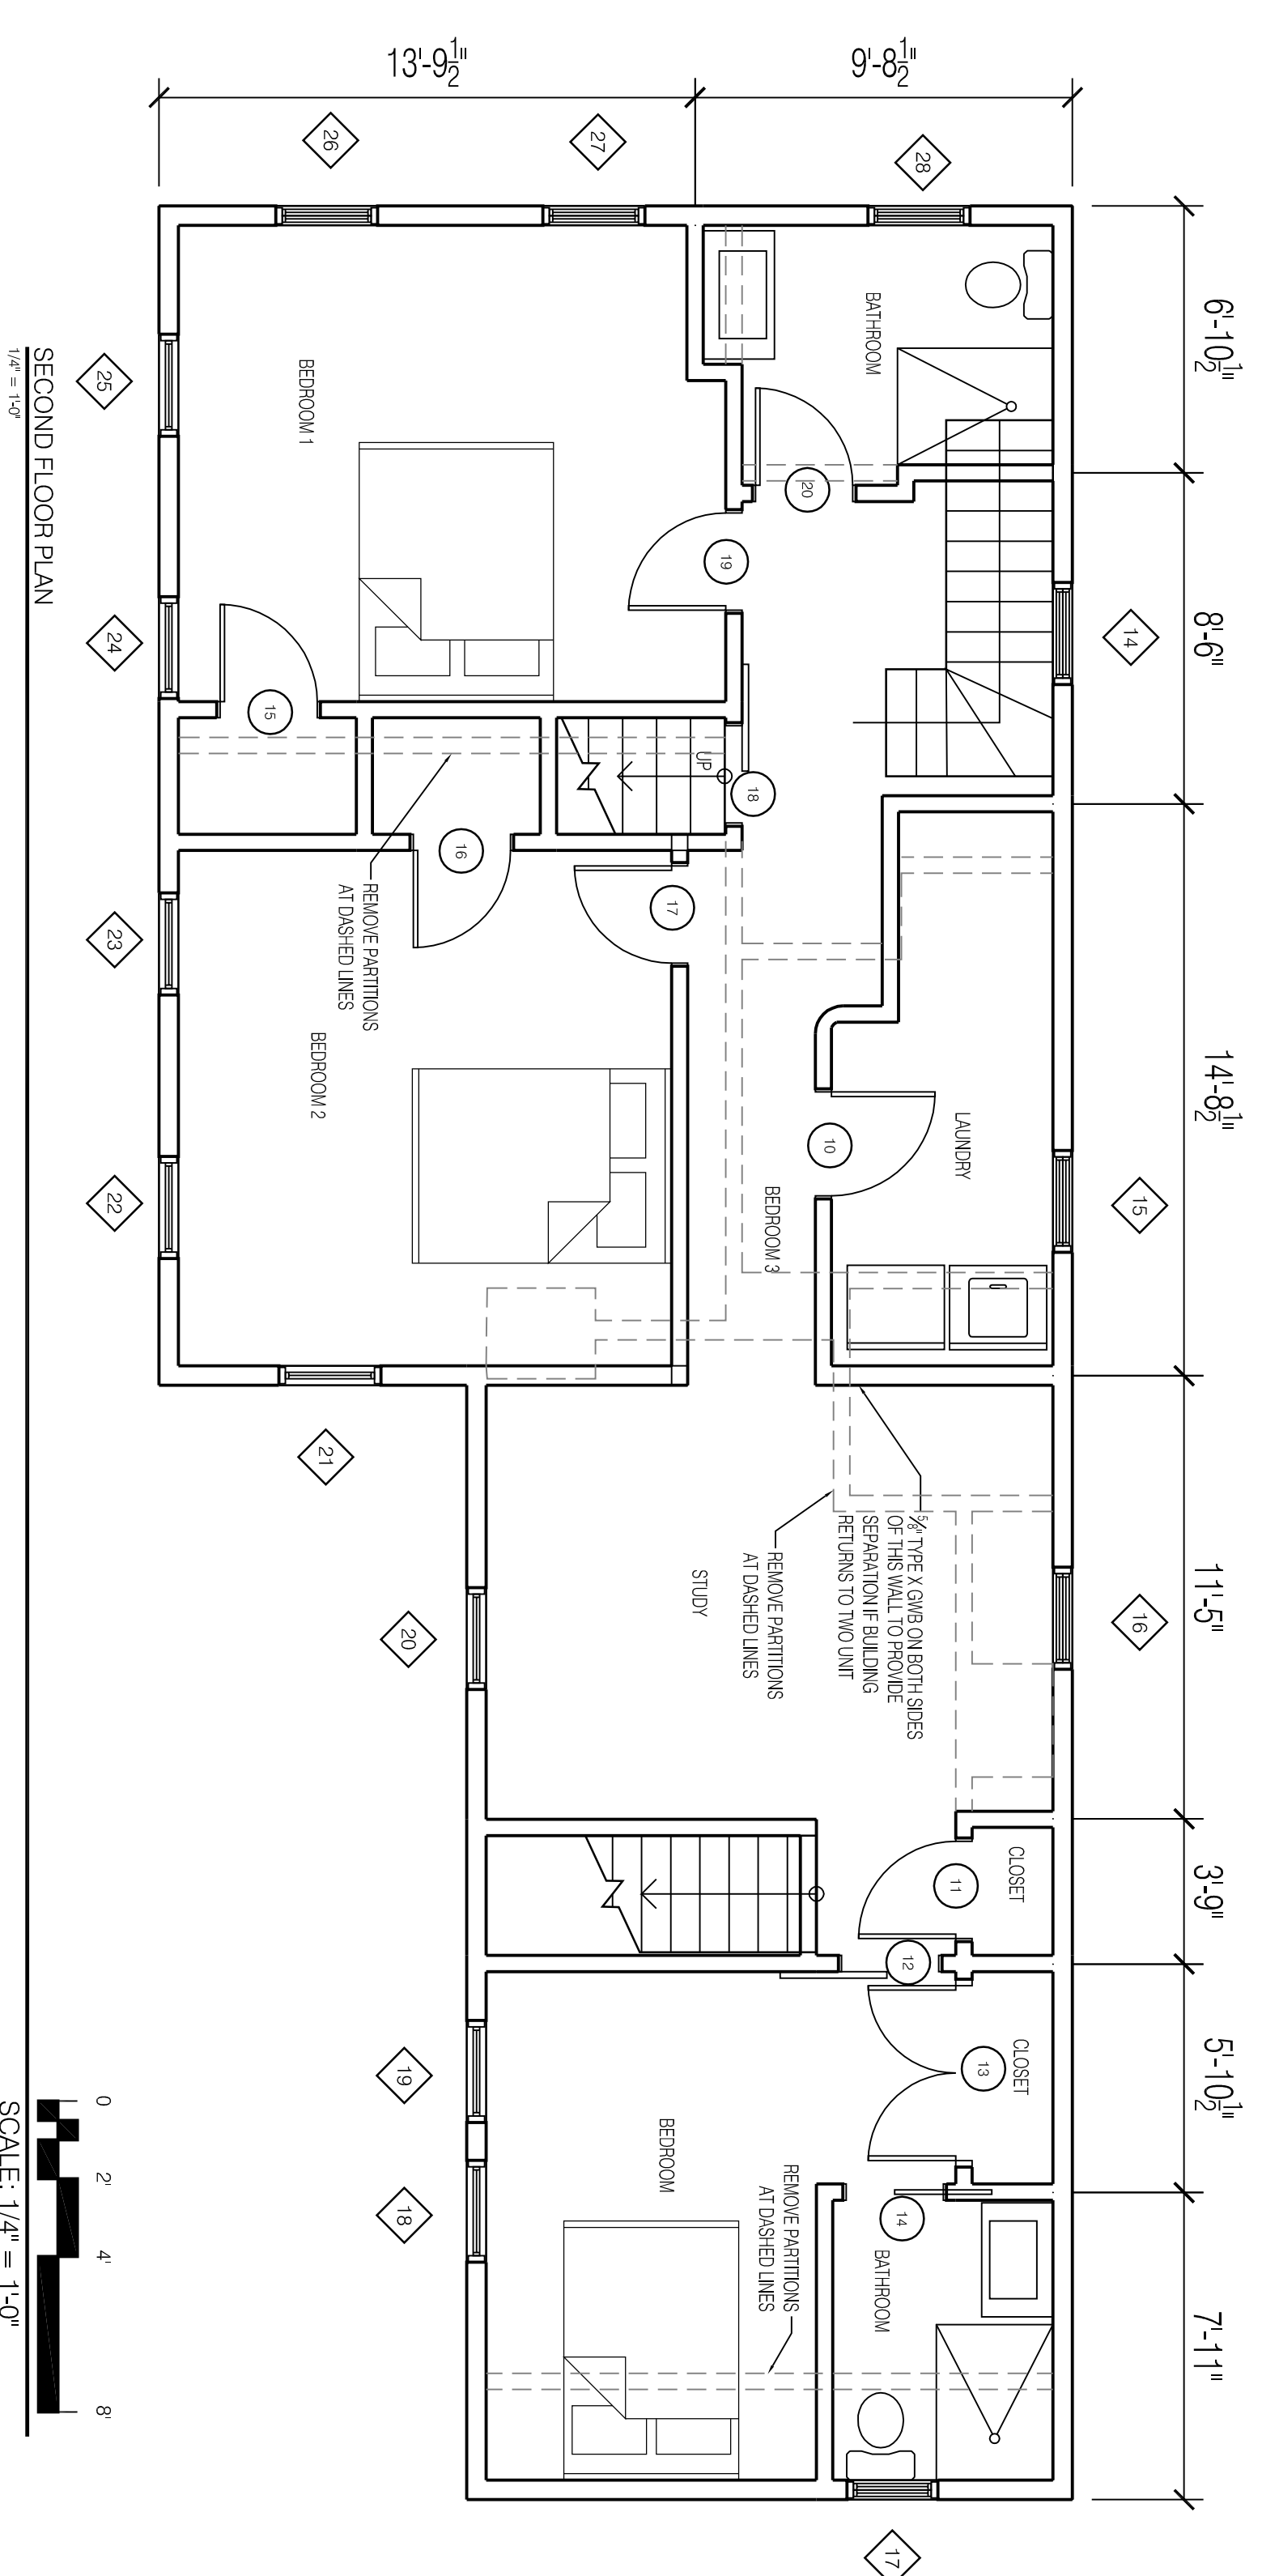 6'-10 1/2"
8'-6"
14'-8 1/2"
11'-5"
3'-9"
5'-10 1/2"
7'-11"
14
15
16
17
28
27
26
9'-8 1/2"
13'-9 1/2"
BATHROOM
20
19
18
UP
BEDROOM 1
15
16
17
REMOVE PARTITIONS
AT DASHED LINES
BEDROOM 2
LAUNDRY
10
BEDROOM 3
5/8" TYPE X GWB ON BOTH SIDES
OF THIS WALL TO PROVIDE
SEPARATION IF BUILDING
RETURNS TO TWO UNIT
REMOVE PARTITIONS
AT DASHED LINES
STUDY
CLOSET
11
12
CLOSET
13
14
BATHROOM
BEDROOM
REMOVE PARTITIONS
AT DASHED LINES
25
24
23
22
21
20
19
18
SECOND FLOOR PLAN
1/4" = 1'-0"
0 2' 4' 8'
SCALE: 1/4" = 1'-0"